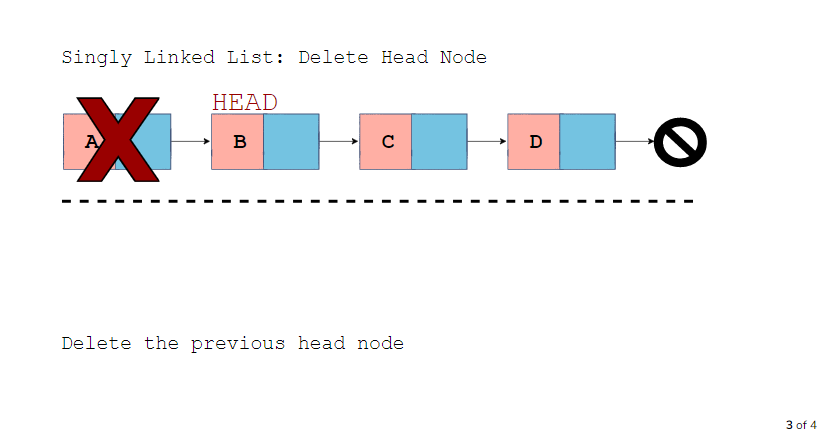 Singly Linked List: Delete Head Node
HEAD
A B C D
Delete the previous head node
3 of 4